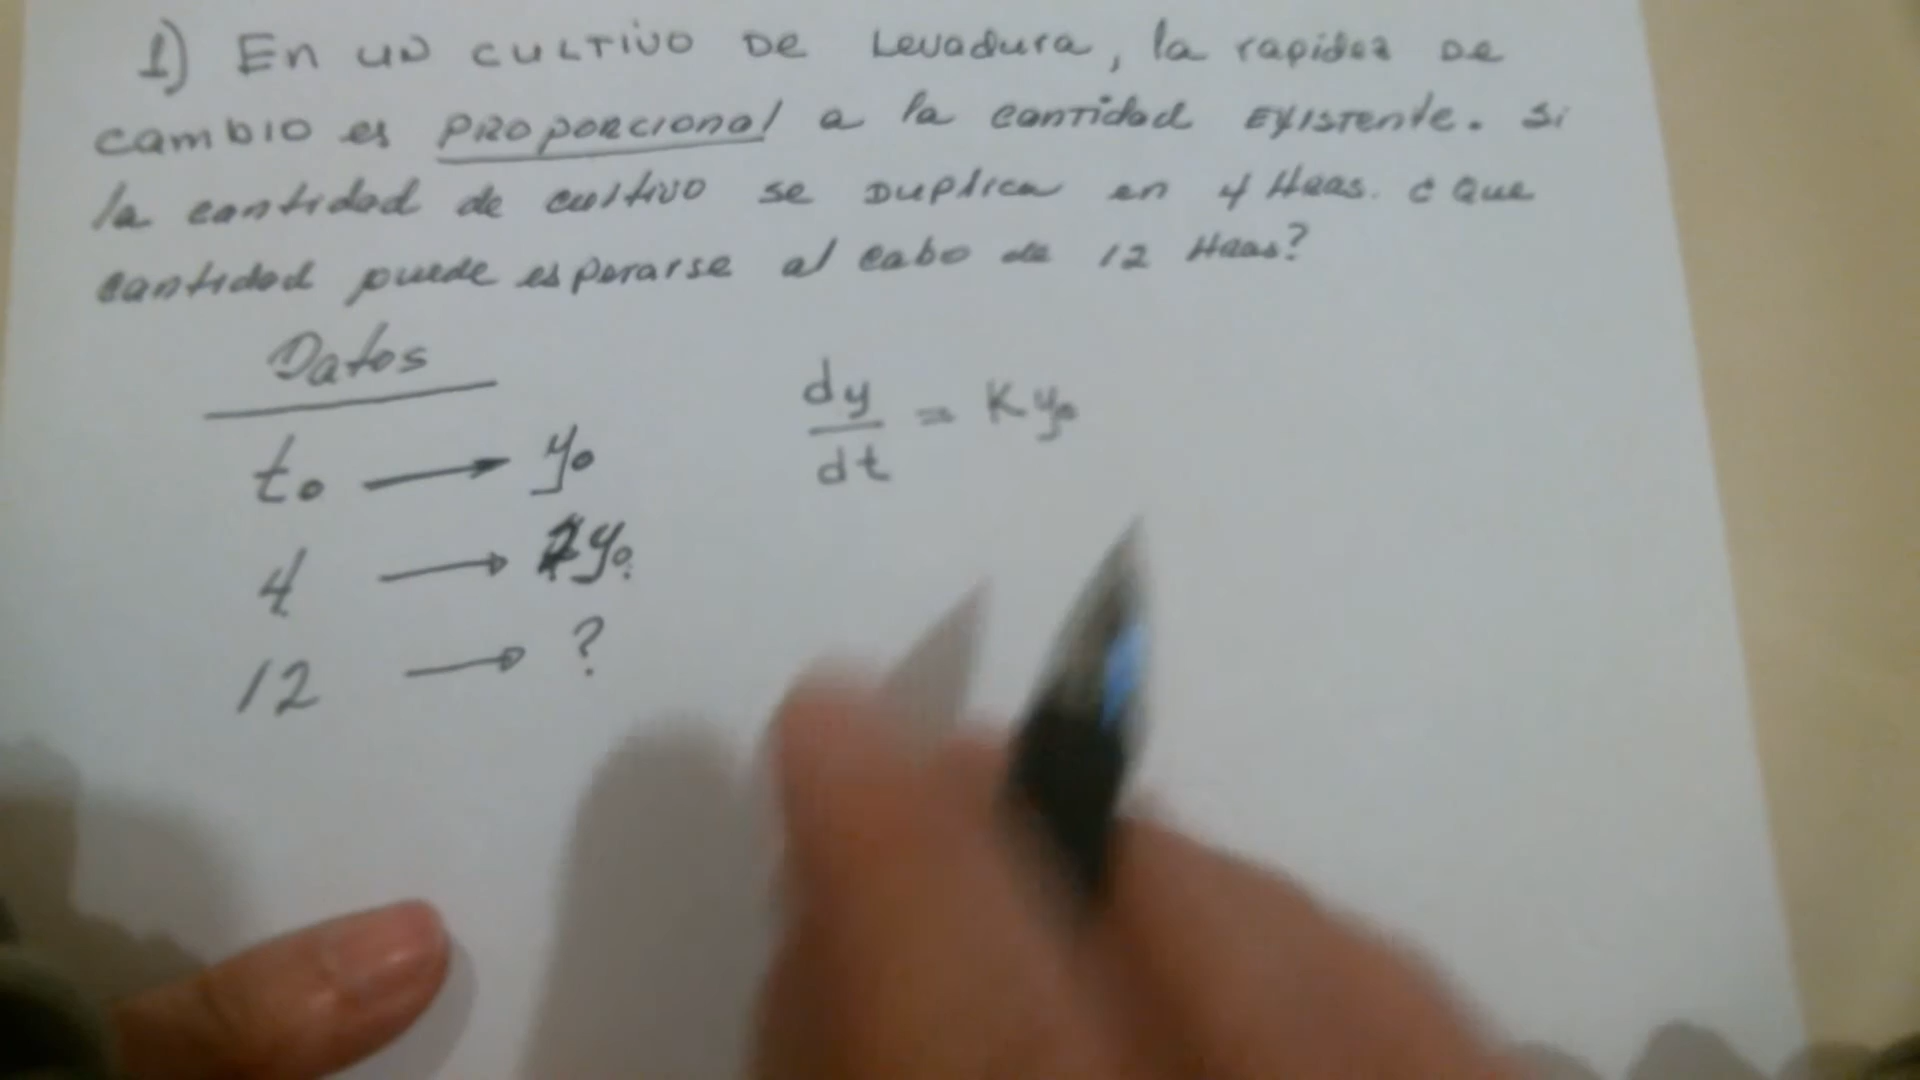 1) En un cultivo de Levadura, la rapidez de
cambio es proporcional a la cantidad existente. Si
la cantidad de cultivo se duplica en 4 Hras. ¿ Que
cantidad puede esperarse al cabo de 12 Hras?
Datos
t₀ → y₀
4 → 2y₀
12 → ?
dy/dt = Ky₀